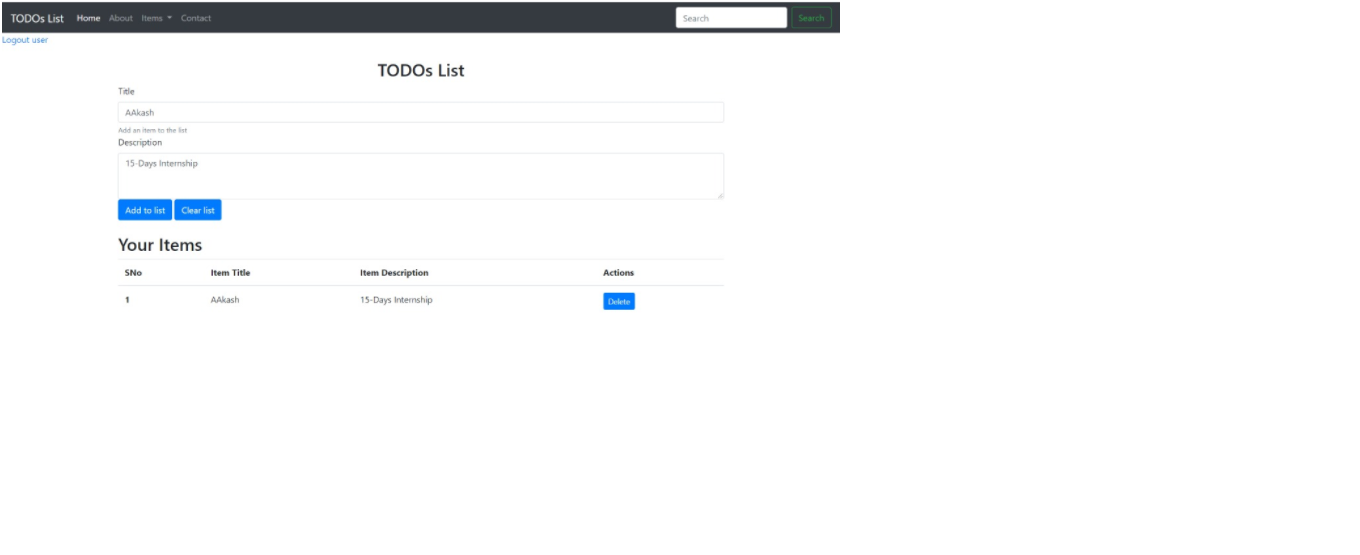 TODOs List Home About Items Contact Search Search
Logout user
TODOs List
Title
AAkash
Add an item to the list
Description
15-Days Internship
Add to list Clear list
Your Items
SNo Item Title Item Description Actions
1 AAkash 15-Days Internship Delete